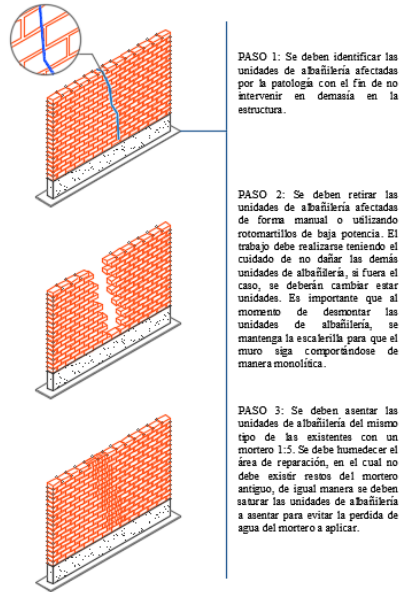 PASO 1: Se deben identificar las
unidades de albañilería afectadas
por la patología con el fin de no
intervenir en demasía en la
estructura.
PASO 2: Se deben retirar las
unidades de albañilería afectadas
de forma manual o utilizando
rotomartillos de baja potencia. El
trabajo debe realizarse teniendo el
cuidado de no dañar las demás
unidades de albañilería, si fuera el
caso, se deberán cambiar estar
unidades. Es importante que al
momento de desmontar las
unidades de albañilería, se
mantenga la escalerilla para que el
muro siga comportándose de
manera monolítica.
PASO 3: Se deben asentar las
unidades de albañilería del mismo
tipo de las existentes con un
mortero 1:5. Se debe humedecer el
área de reparación, en el cual no
debe existir restos del mortero
antiguo, de igual manera se deben
saturar las unidades de albañilería
a asentar para evitar la perdida de
agua del mortero a aplicar.